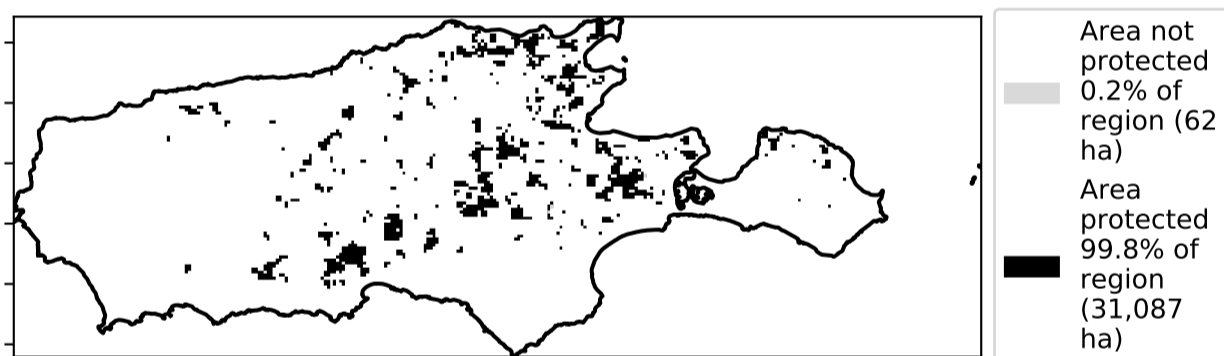 Area not
protected
0.2% of
region (62
ha)
Area
protected
99.8% of
region
(31,087
ha)